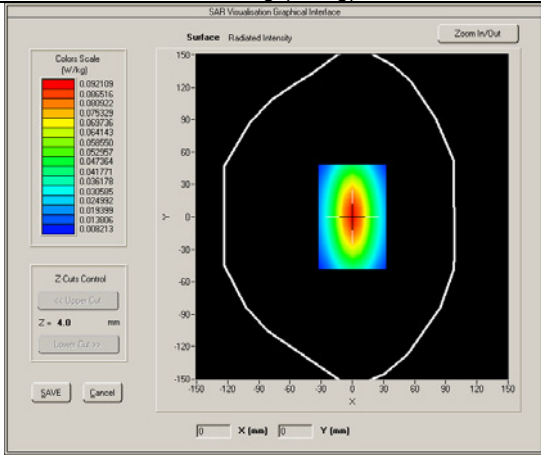 SAR Visualisation Graphical Interface
Surface Radiated Intensity
Zoom In/Out
Colors Scale
(W/kg)
0.092109
0.086516
0.080922
0.075329
0.069736
0.064143
0.058550
0.052957
0.047364
0.041771
0.036178
0.030585
0.024992
0.019399
0.013806
0.008213
150
120
90
60
30
0
-30
-60
-90
-120
-150
Y
-150 -120 -90 -60 -30 0 30 60 90 120 150
X
Z Cuts Control
<< Upper Cut
Z = 4.0 mm
Lower Cut >>
SAVE Cancel
0 X (mm) 0 Y (mm)